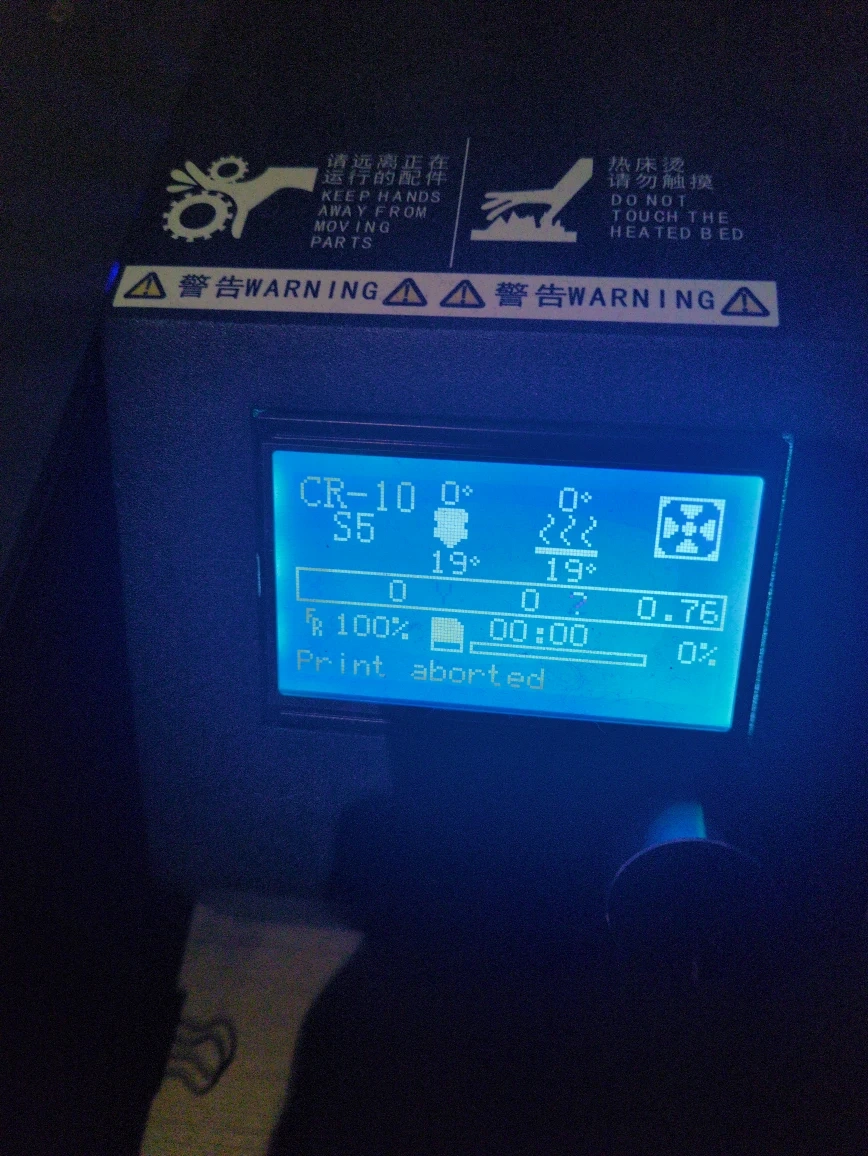 请远离正在
运行的配件
KEEP HANDS
AWAY FROM
MOVING
PARTS
热床烫
请勿触摸
DO NOT
TOUCH THE
HEATED BED
警告WARNING
警告WARNING
CR-10 0° 0°
S5
19° 19°
0 0 ? 0.76
FR 100% 00:00 0%
Print aborted